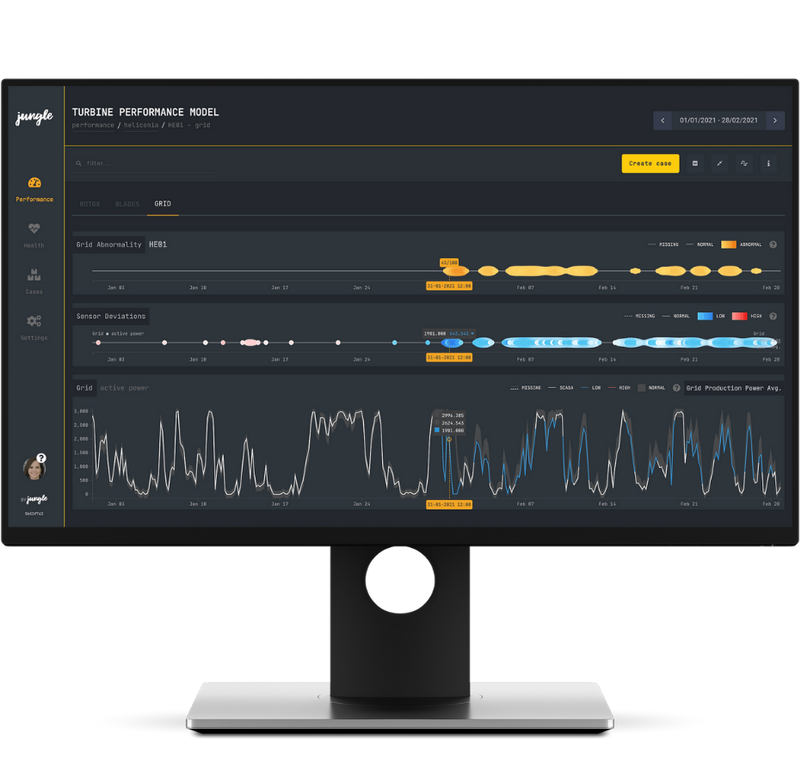 jungle
TURBINE PERFORMANCE MODEL
performance / heliconia / HE01 - grid
01/01/2021 - 28/02/2021
Filter...
Create case
Performance
Health
Cases
Settings
ROTOR BLADES GRID
Grid Abnormality HE01
MISSING NORMAL ABNORMAL
Jan 03 Jan 10 Jan 17 Jan 24 31-01-2021 12:00 Feb 07 Feb 14 Feb 21 Feb 28
Sensor Deviations
MISSING NORMAL LOW HIGH
Grid ● active power
1981.000
Grid
Jan 03 Jan 10 Jan 17 Jan 24 31-01-2021 12:00 Feb 07 Feb 14 Feb 21 Feb 28
Grid active power
MISSING SCADA LOW HIGH NORMAL
Grid Production Power Avg.
3,000
2,500
2,000
1,500
1,000
500
0
2996.385
2624.543
1981.000
Jan 03 Jan 10 Jan 17 Jan 24 31-01-2021 12:00 Feb 07 Feb 14 Feb 21 Feb 28
?
by jungle